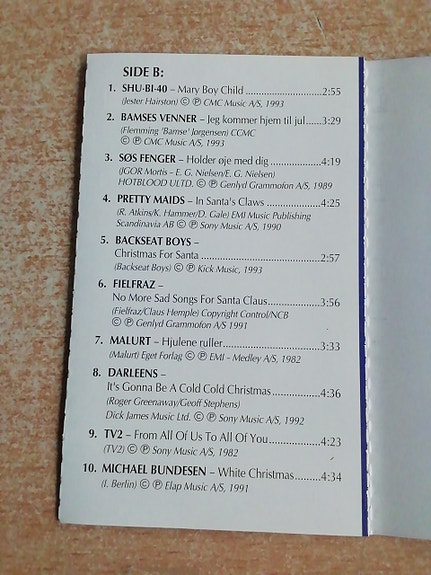 SIDE B:
1. SHU-BI-40 – Mary Boy Child ........................2:55
(Jester Hairston) © ℗ CMC Music A/S, 1993
2. BAMSES VENNER – Jeg kommer hjem til jul......3:29
(Flemming 'Bamse' Jørgensen) CCMC
© ℗ CMC Music A/S, 1993
3. SØS FENGER – Holder øje med dig ................4:19
(JGOR Mortis – E. G. Nielsen/E. G. Nielsen)
HOTBLOOD ULTD. © ℗ Genlyd Grammofon A/S, 1989
4. PRETTY MAIDS – In Santa's Claws .................4:25
(R. Atkins/K. Hammer/D. Gale) EMI Music Publishing
Scandinavia AB © ℗ Sony Music A/S, 1990
5. BACKSEAT BOYS –
Christmas For Santa ....................................2:57
(Backseat Boys) © ℗ Kick Music, 1993
6. FIELFRAZ –
No More Sad Songs For Santa Claus................3:56
(Fielfraz/Claus Hemple) Copyright Control/NCB
© ℗ Genlyd Grammofon A/S 1991
7. MALURT – Hjulene ruller..............................3:33
(Malurt) Eget Forlag © ℗ EMI – Medley A/S, 1982
8. DARLEENS –
It's Gonna Be A Cold Cold Christmas...............4:36
(Roger Greenaway/Geoff Stephens)
Dick James Music Ltd. © ℗ Sony Music A/S, 1992
9. TV2 – From All Of Us To All Of You................4:23
(TV2) © ℗ Sony Music A/S, 1982
10. MICHAEL BUNDESEN – White Christmas.........4:34
(I. Berlin) © ℗ Elap Music A/S, 1991